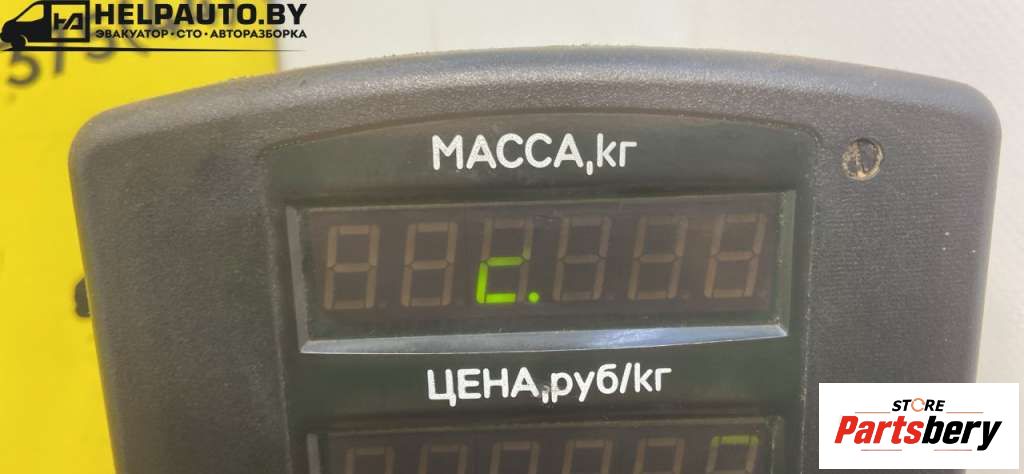 HELPAUTO.BY
ЭВАКУАТОР·СТО·АВТОРАЗБОРКА
МАССА,кг
c.
ЦЕНА,руб/кг
STORE
Partsbery